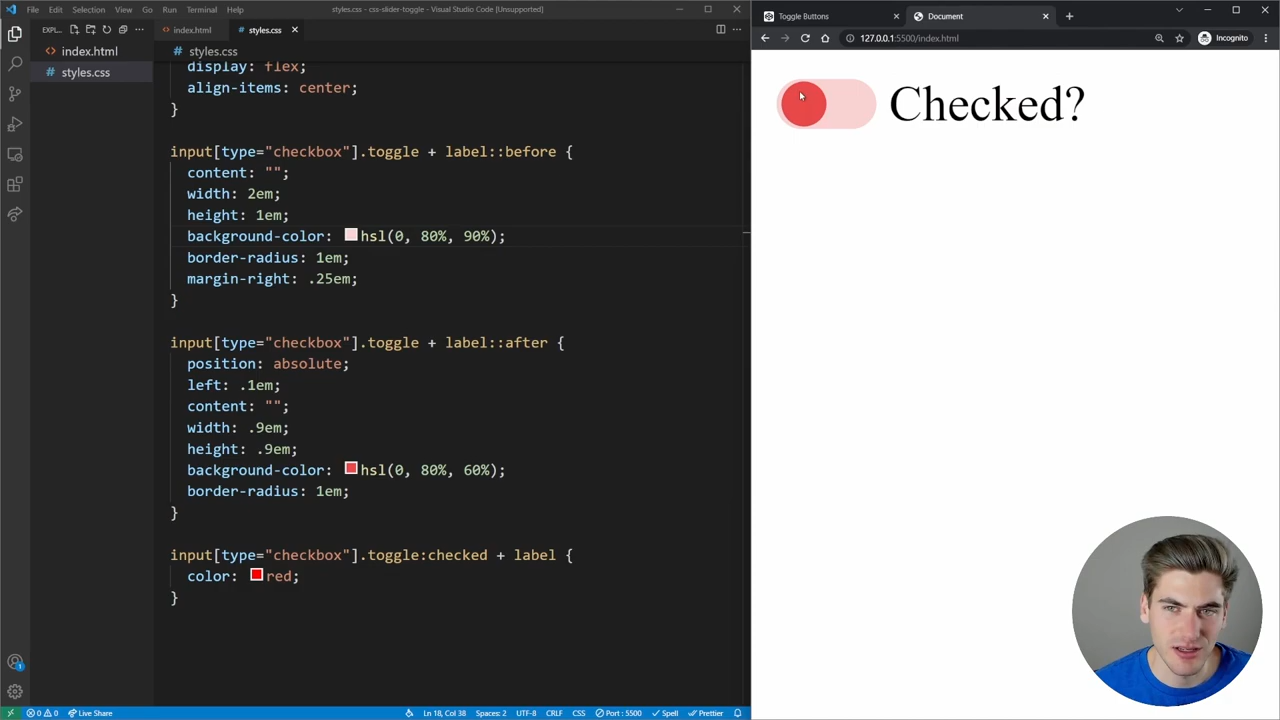 File Edit Selection View Go Run Terminal Help
styles.css - css-slider-toggle - Visual Studio Code [Unsupported]
EXPL...
index.html
styles.css
index.html
styles.css
styles.css
display: flex;
align-items: center;
}
input[type="checkbox"].toggle + label::before {
content: "";
width: 2em;
height: 1em;
background-color: hsl(0, 80%, 90%);
border-radius: 1em;
margin-right: .25em;
}
input[type="checkbox"].toggle + label::after {
position: absolute;
left: .1em;
content: "";
width: .9em;
height: .9em;
background-color: hsl(0, 80%, 60%);
border-radius: 1em;
}
input[type="checkbox"].toggle:checked + label {
color: red;
}
1
0 0 Live Share
Ln 18, Col 38 Spaces: 2 UTF-8 CRLF CSS Port : 5500 Spell Prettier
Toggle Buttons
Document
127.0.0.1:5500/index.html
Incognito
Checked?